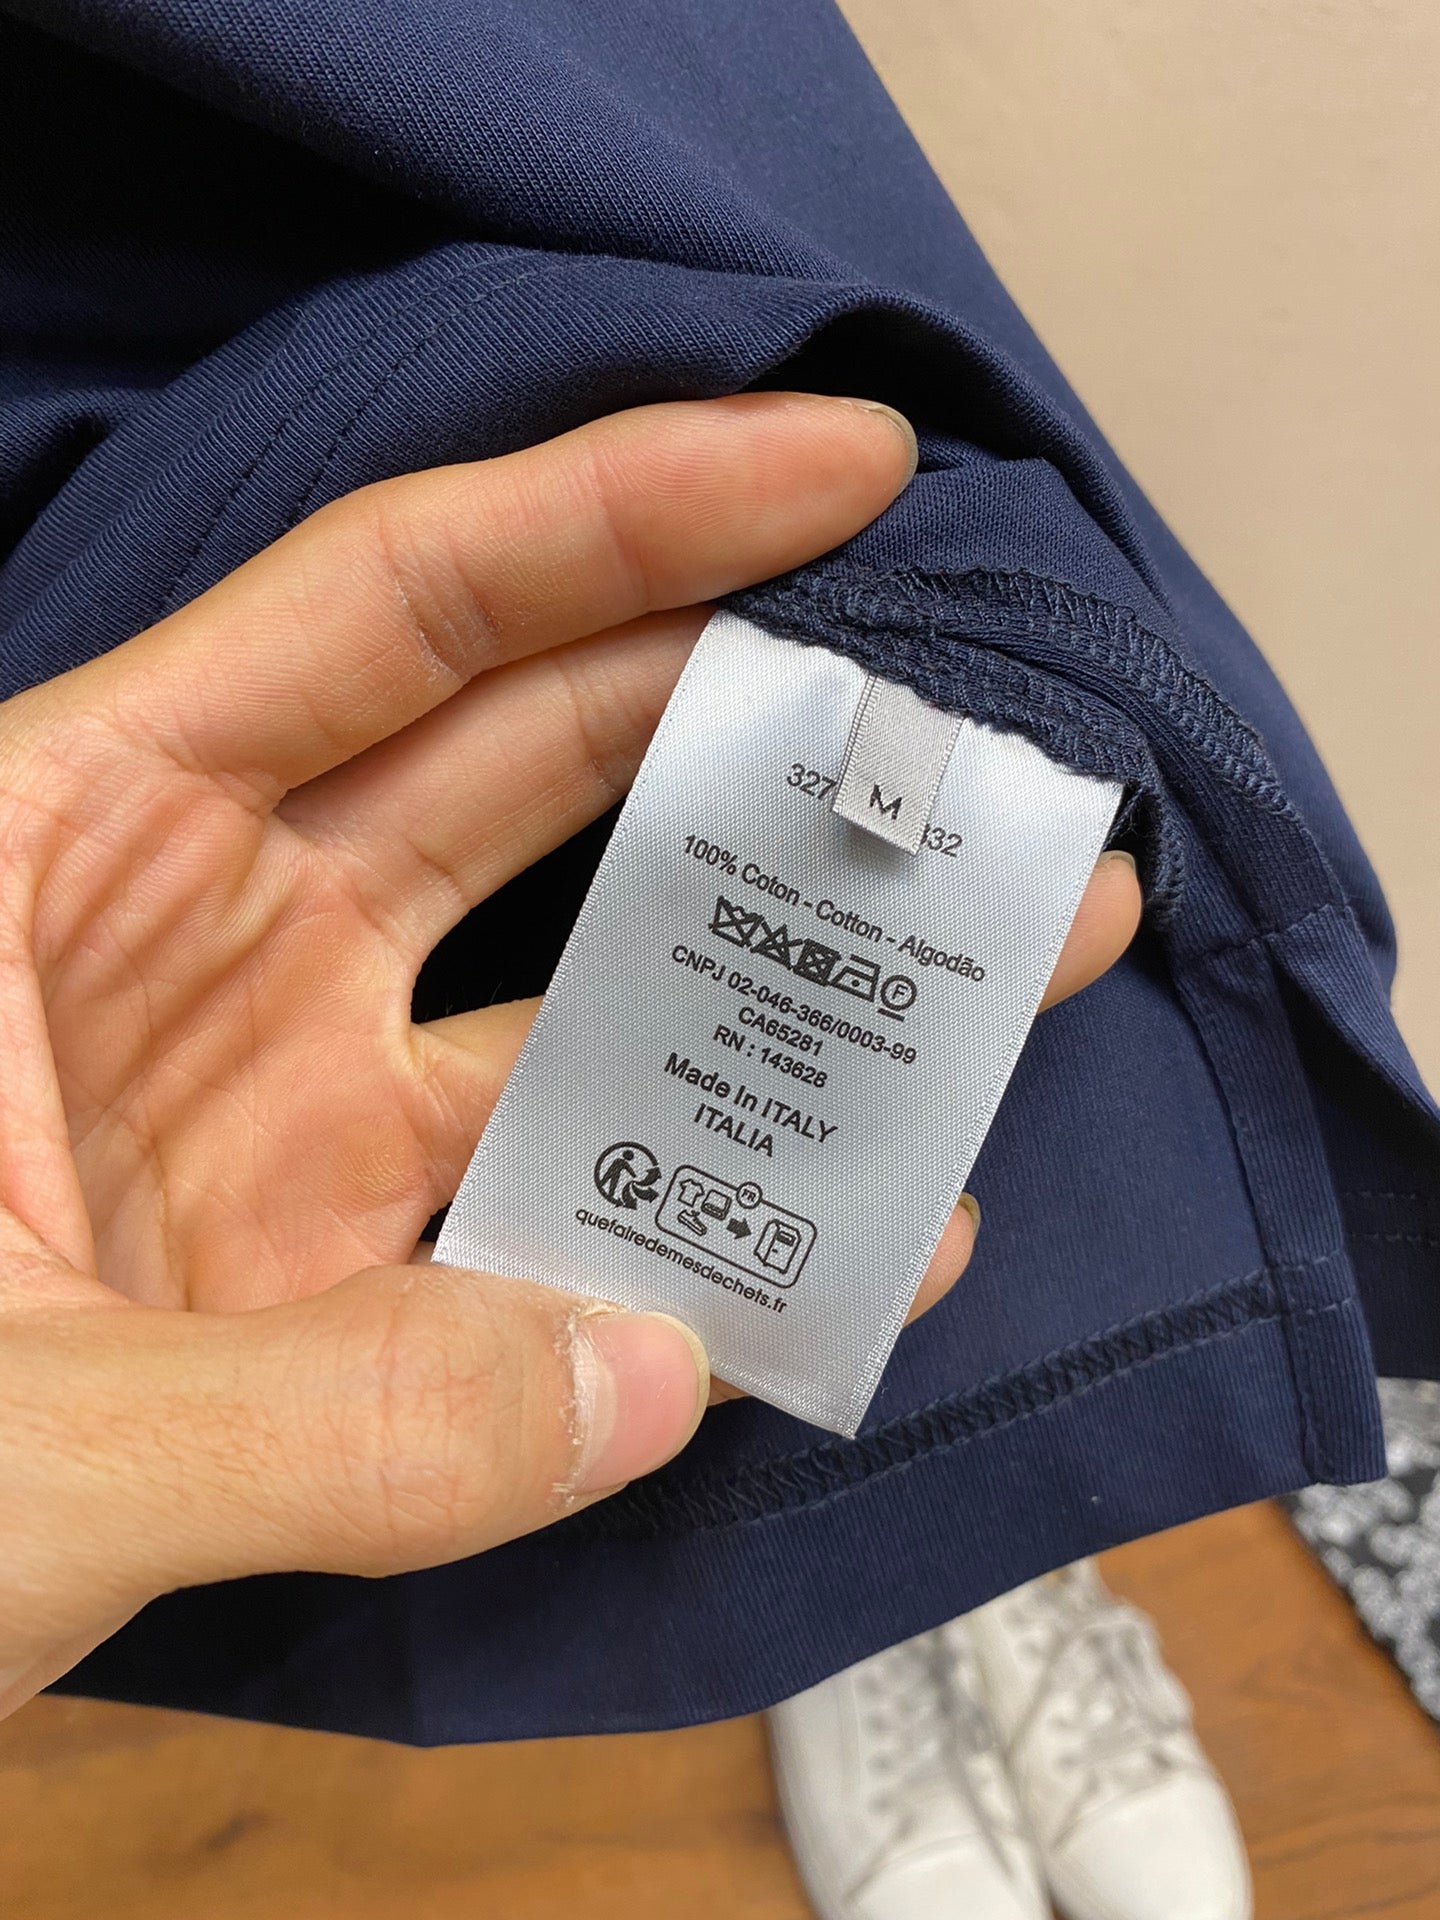 327
M
332
100% Coton - Cotton - Algodão
F
CNPJ 02-046-366/0003-99
CA65281
RN : 143628
Made In ITALY
ITALIA
FR
quefairedemesdechets.fr